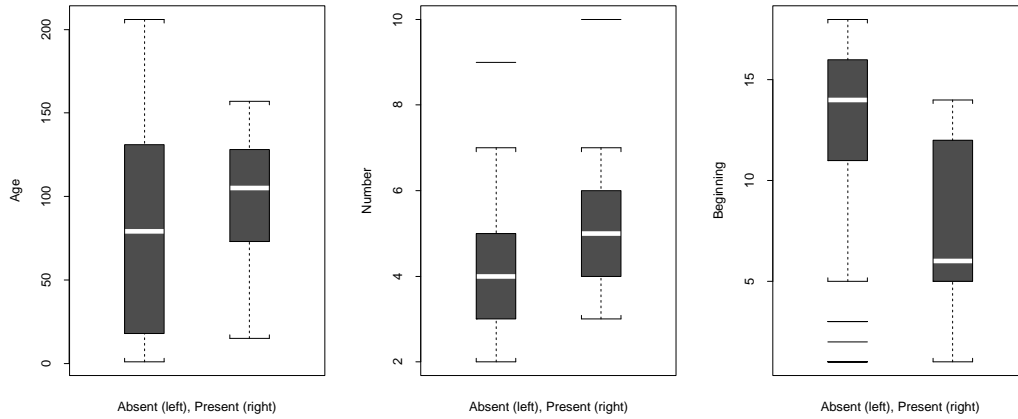 Age
0
50
100
150
200
Absent (left), Present (right)
Number
2
4
6
8
10
Absent (left), Present (right)
Beginning
5
10
15
Absent (left), Present (right)